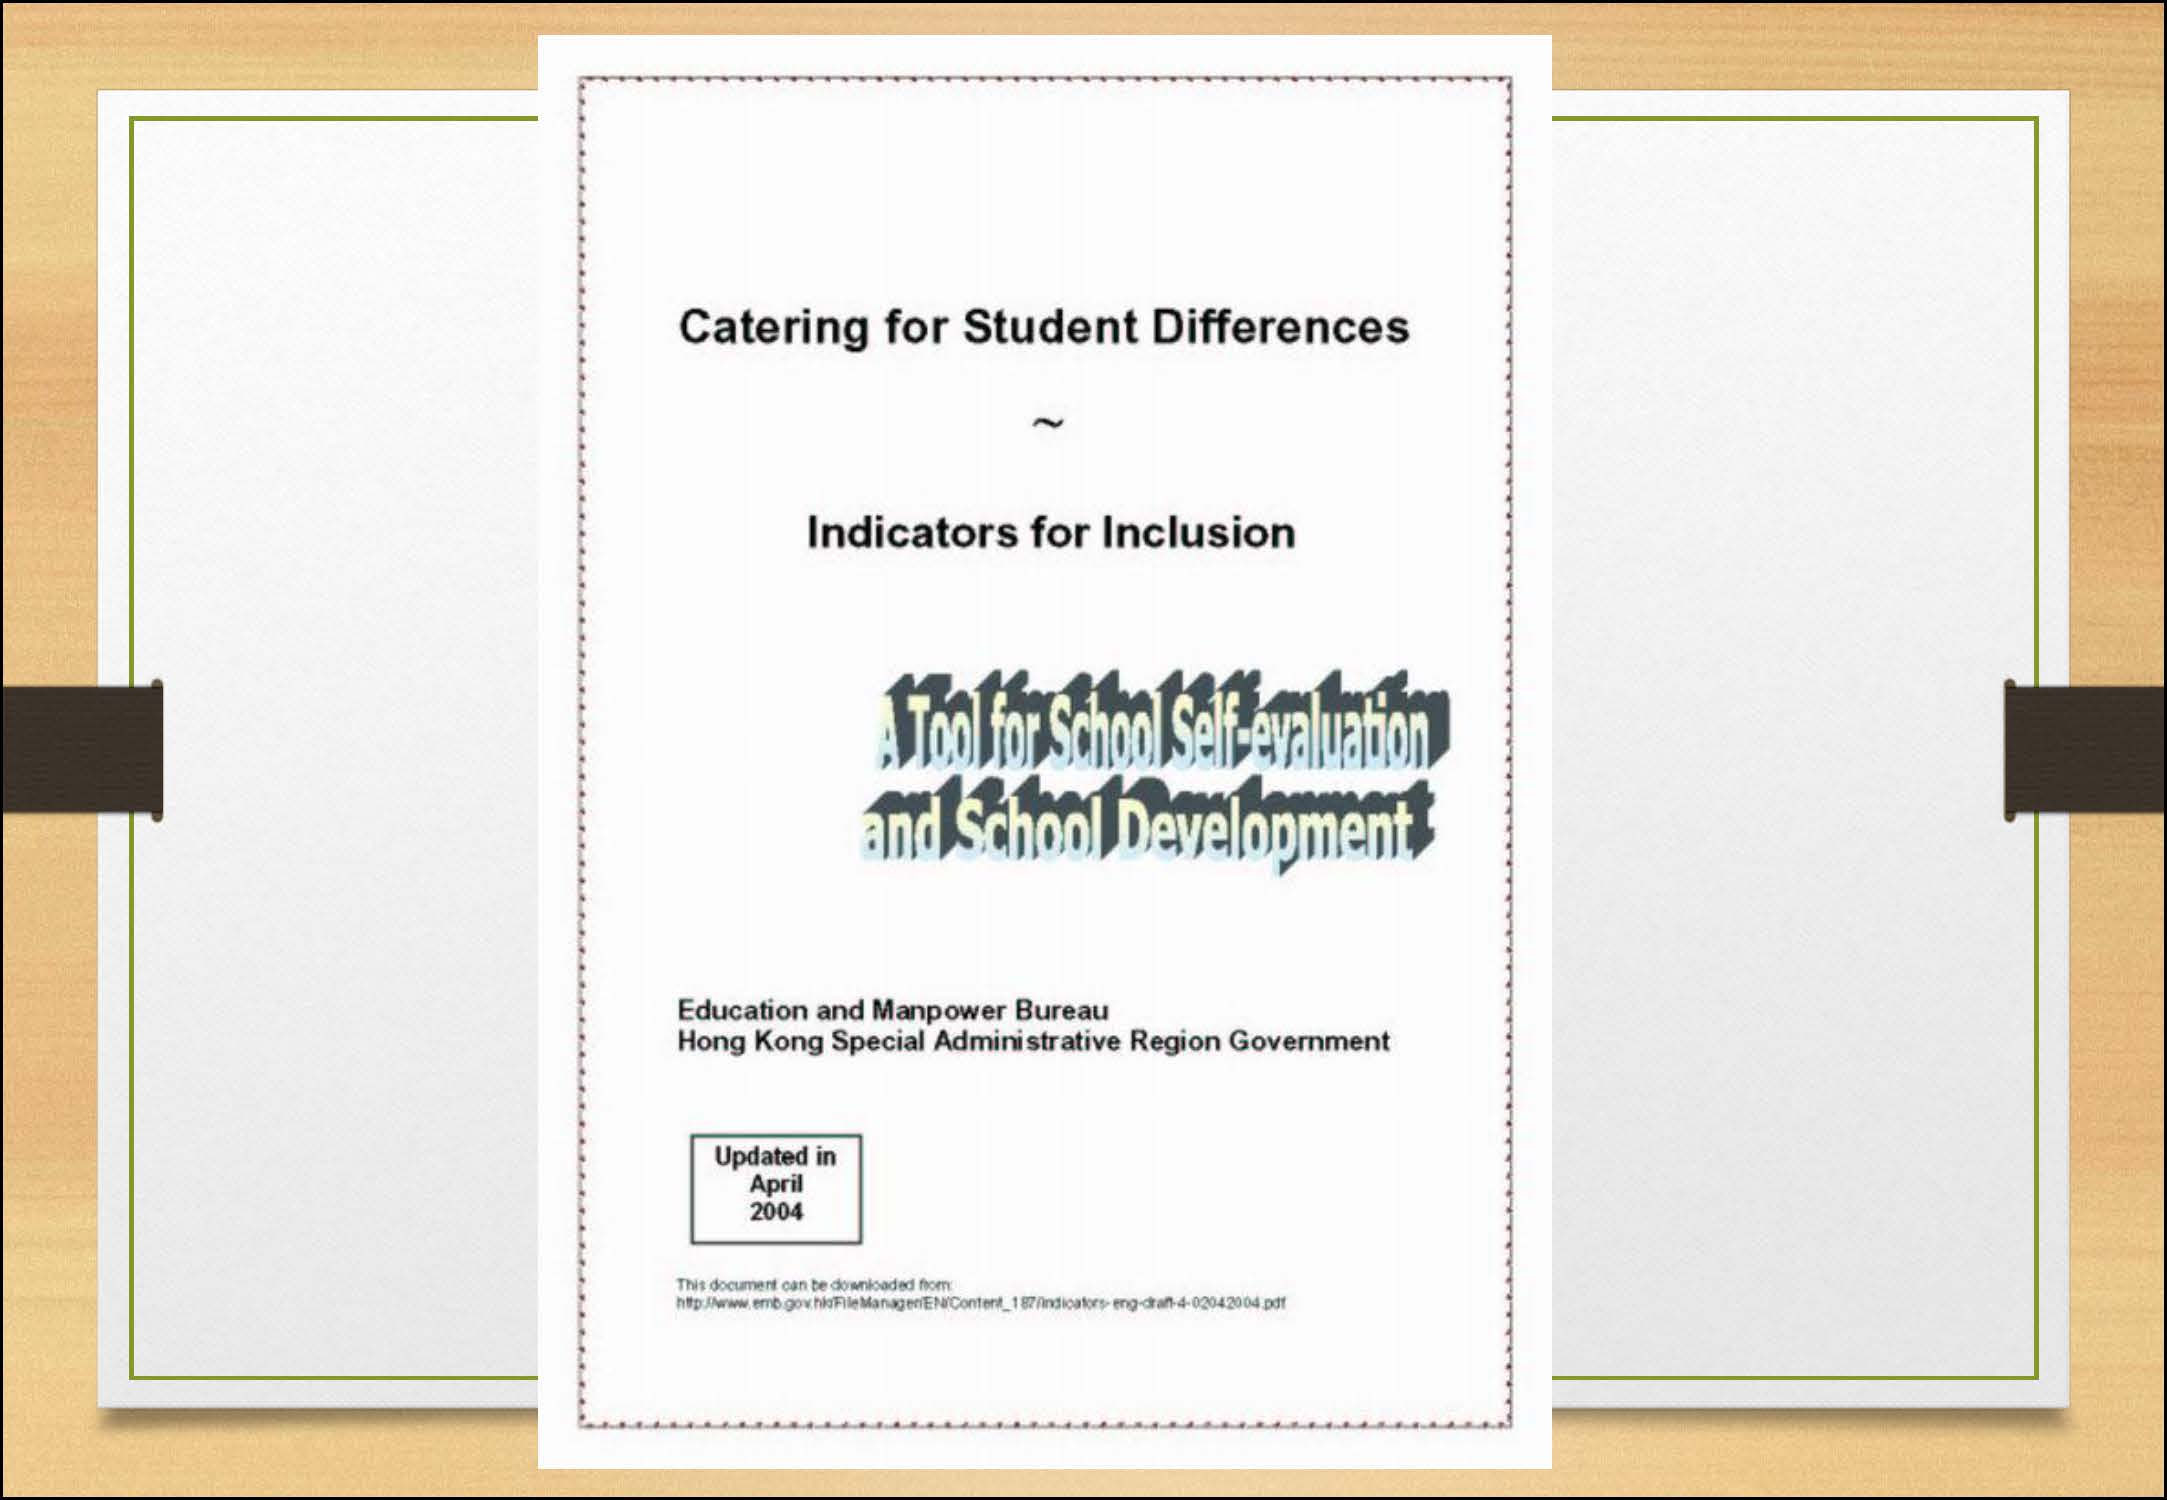 Catering for Student Differences
~
Indicators for Inclusion
A Tool for School Self-evaluation
and School Development
Education and Manpower Bureau
Hong Kong Special Administrative Region Government
Updated in
April
2004
This document can be downloaded from:
http://www.emb.gov.hk/FileManager/EN/Content_187/indicators-eng-draft-4-02042004.pdf